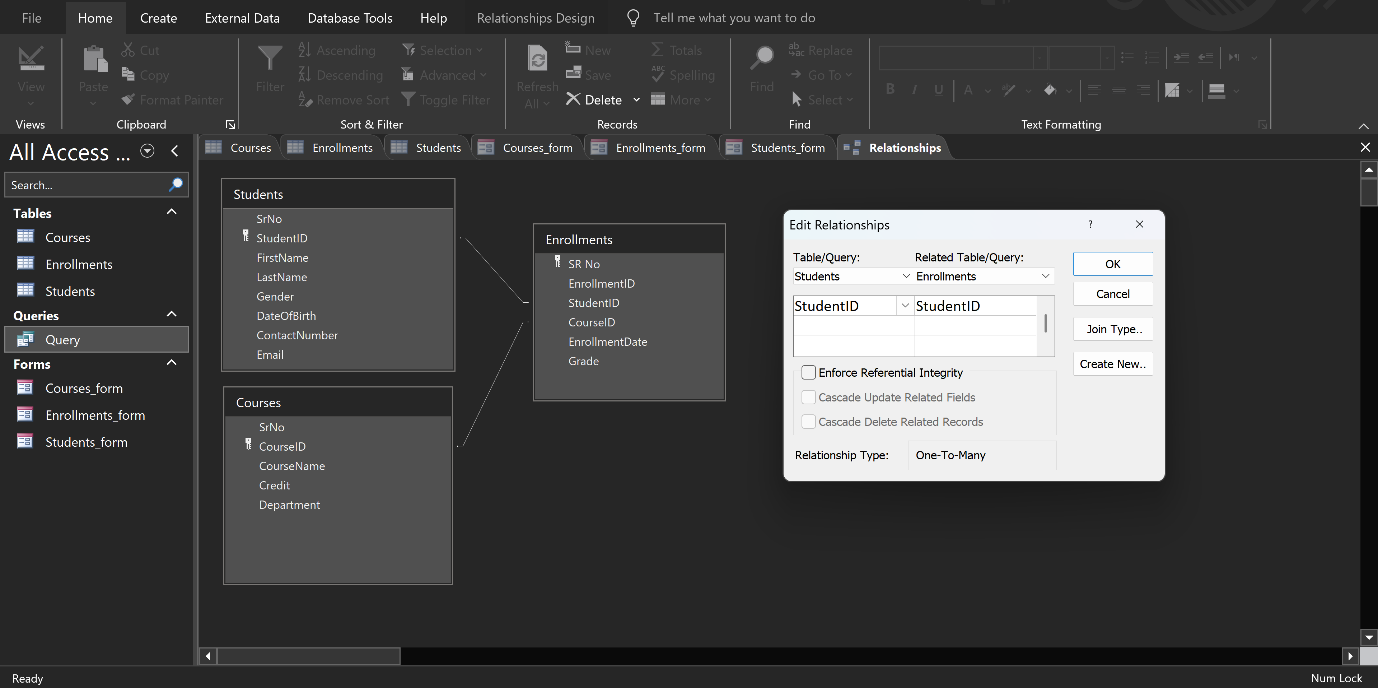 File Home Create External Data Database Tools Help Relationships Design Tell me what you want to do
View
Views
Paste
Cut
Copy
Format Painter
Clipboard
Filter
Ascending
Descending
Remove Sort
Selection
Advanced
Toggle Filter
Sort & Filter
Refresh
All
New
Save
Delete
Totals
Spelling
More
Records
Find
Replace
Go To
Select
Find
B I U A
Text Formatting
All Access ...
Search...
Tables
Courses
Enrollments
Students
Queries
Query
Forms
Courses_form
Enrollments_form
Students_form
Courses Enrollments Students Courses_form Enrollments_form Students_form Relationships
Students
SrNo
StudentID
FirstName
LastName
Gender
DateOfBirth
ContactNumber
Email
Courses
SrNo
CourseID
CourseName
Credit
Department
Enrollments
SR No
EnrollmentID
StudentID
CourseID
EnrollmentDate
Grade
Edit Relationships ?
Table/Query: Related Table/Query:
Students Enrollments
StudentID StudentID
Enforce Referential Integrity
Cascade Update Related Fields
Cascade Delete Related Records
Relationship Type: One-To-Many
OK
Cancel
Join Type..
Create New..
Ready Num Lock